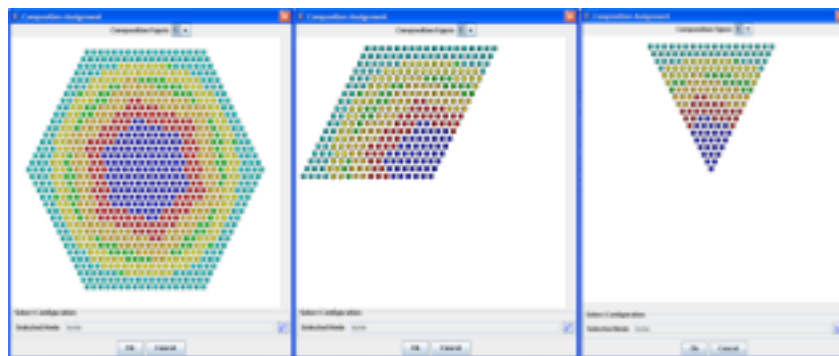 Composition Assignment
Composition Assignment
Composition Assignment
Composition Figure
Composition Figure
Composition Figure
Select Configuration
Selected Node
Select Configuration
Selected Node
Select Configuration
Selected Node
Ok Cancel
Ok Cancel
Ok Cancel